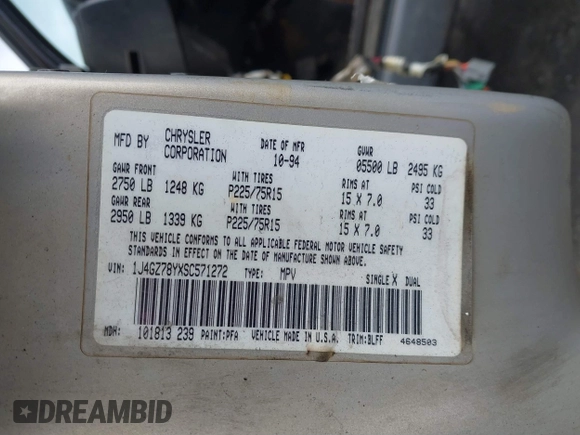 MFD BY CHRYSLER CORPORATION DATE OF MFR 10-94 GVWR 05500 LB 2495 KG
GAWR FRONT WITH TIRES RIMS AT PSI COLD
2750 LB 1248 KG P225/75R15 15 X 7.0 33
GAWR REAR WITH TIRES RIMS AT PSI COLD
2950 LB 1339 KG P225/75R15 15 X 7.0 33
THIS VEHICLE CONFORMS TO ALL APPLICABLE FEDERAL MOTOR VEHICLE SAFETY
STANDARDS IN EFFECT ON THE DATE OF MANUFACTURE SHOWN ABOVE.
VIN: 1J4GZ78YXSC571272 TYPE: MPV SINGLE X DUAL
MDH: 101813 239 PAINT:PFA VEHICLE MADE IN U.S.A. TRIM:BLFF 4648503
DREAMBID